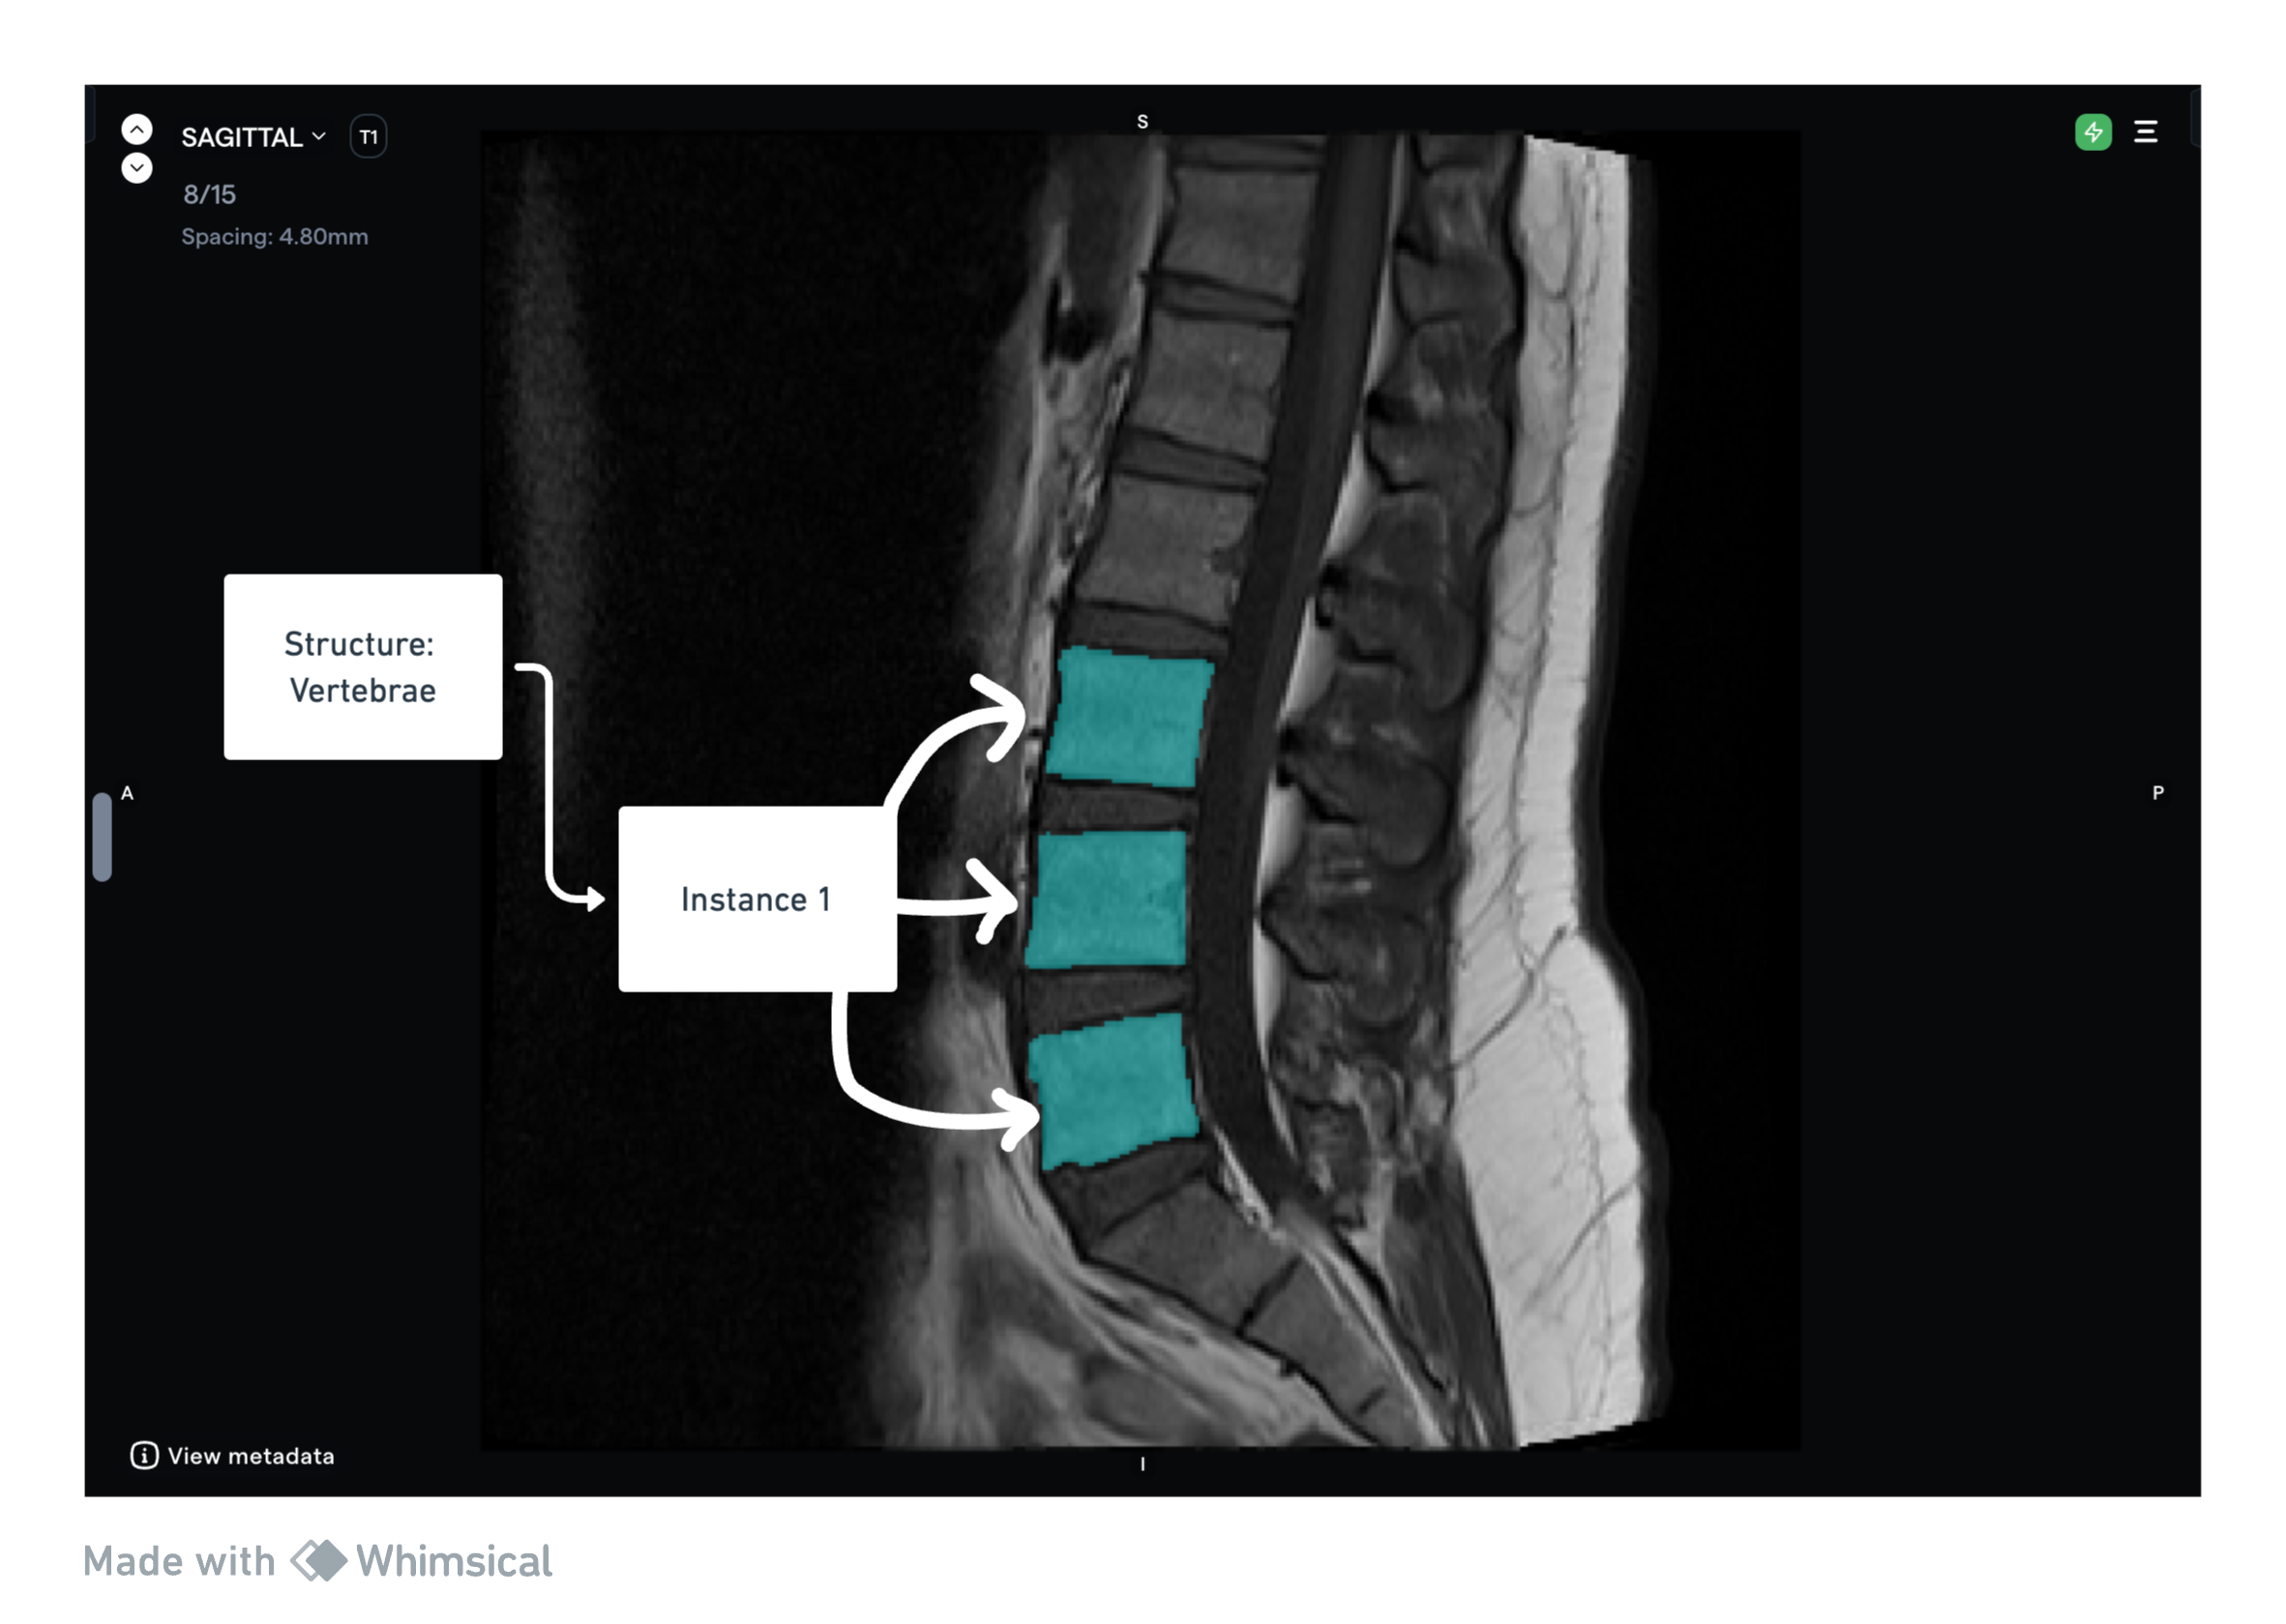 S
SAGITTAL T1
8/15
Spacing: 4.80mm
Structure:
Vertebrae
A
P
Instance 1
View metadata
I
Made with Whimsical